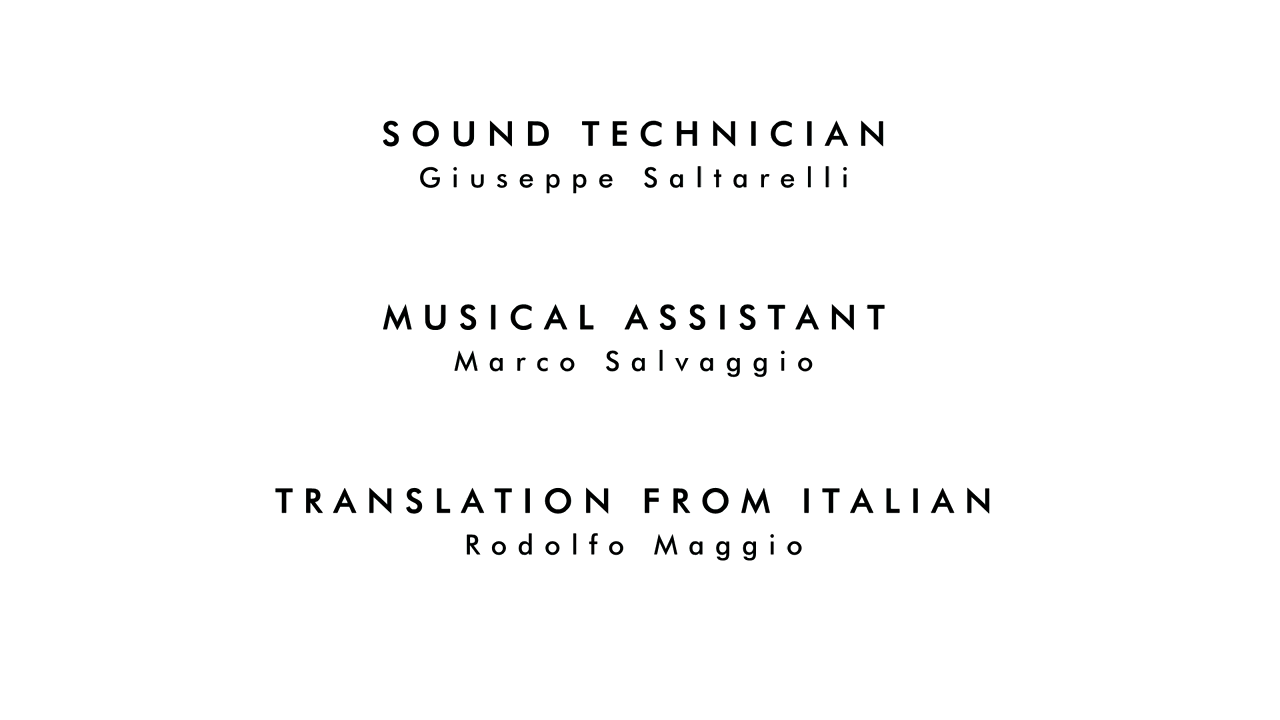 SOUND TECHNICIAN
Giuseppe Saltarelli
MUSICAL ASSISTANT
Marco Salvaggio
TRANSLATION FROM ITALIAN
Rodolfo Maggio